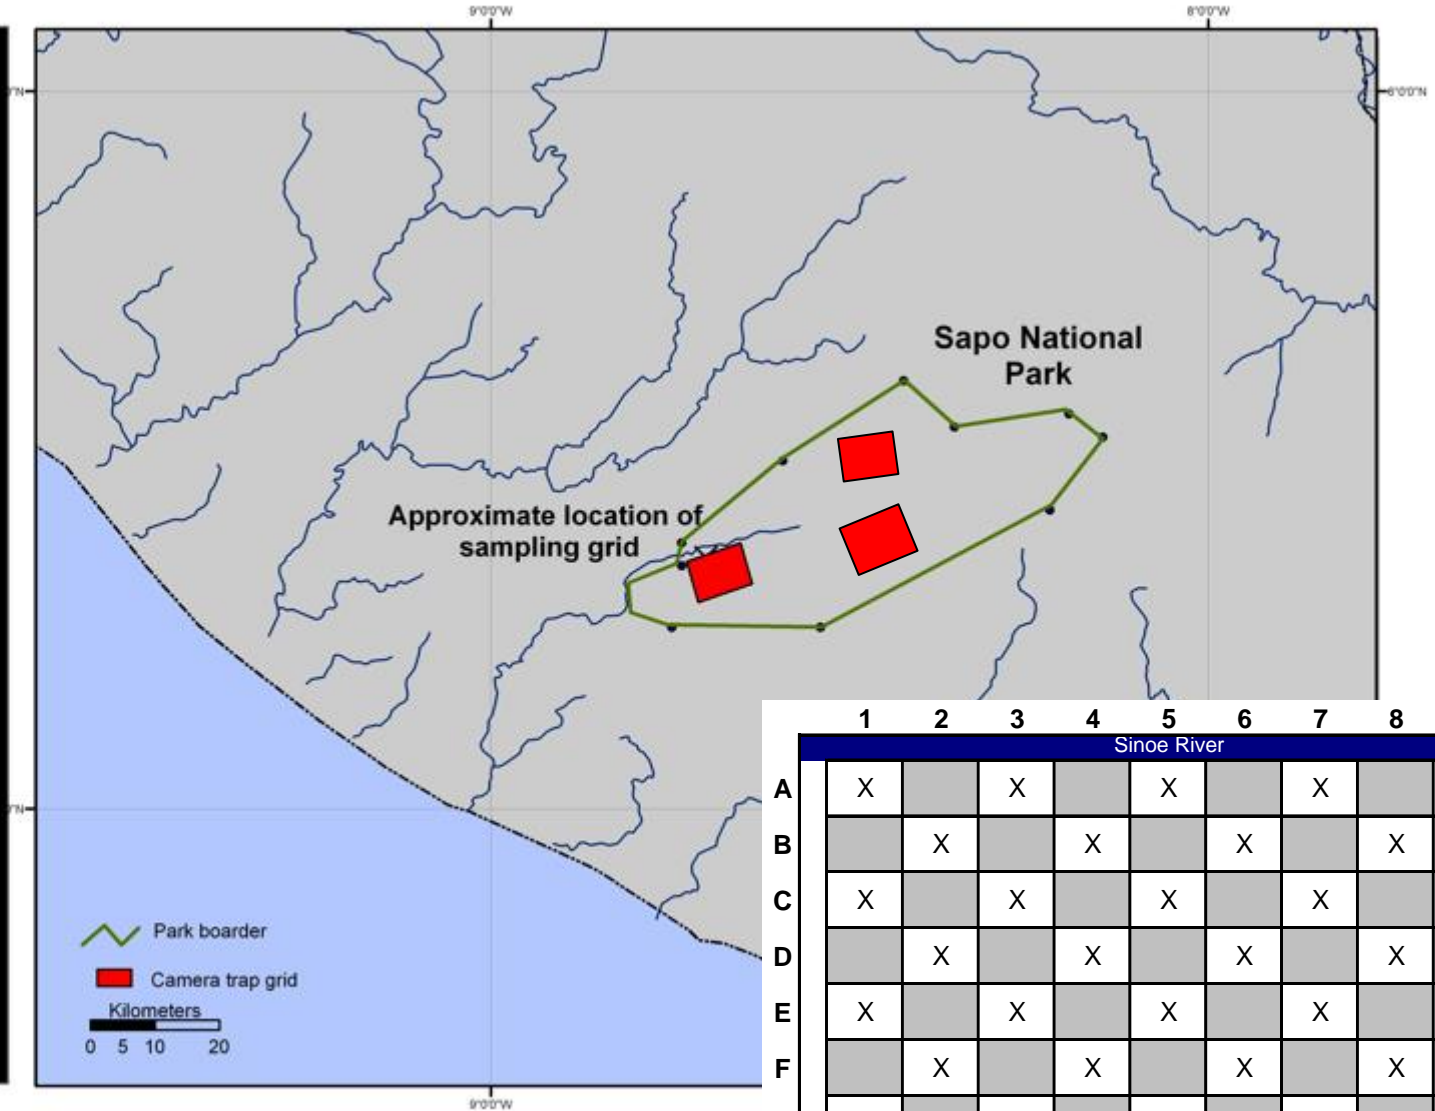 9°0'0"W 8°0'0"W
6°0'0"N
Sapo National
Park
Approximate location of
sampling grid
1 2 3 4 5 6 7 8
Sinoe River
A X X X X
B X X X X
C X X X X
D X X X X
E X X X X
F X X X X
Park boarder
Camera trap grid
Kilometers
0 5 10 20
9°0'0"W